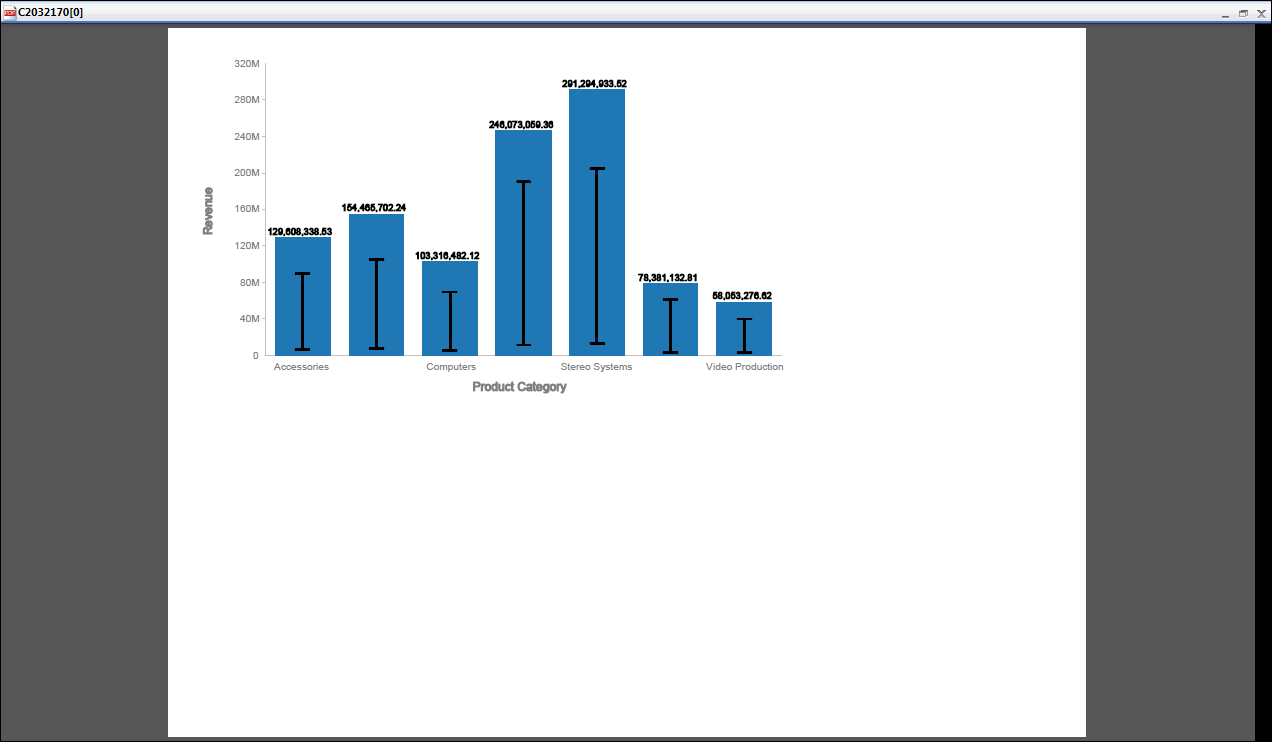 C2032170[0]
320M
280M
240M
200M
160M
120M
80M
40M
0
Revenue
129,608,338.53
154,465,702.24
103,316,482.12
246,073,059.36
291,294,933.52
78,381,132.81
58,053,276.62
Accessories Computers Stereo Systems Video Production
Product Category